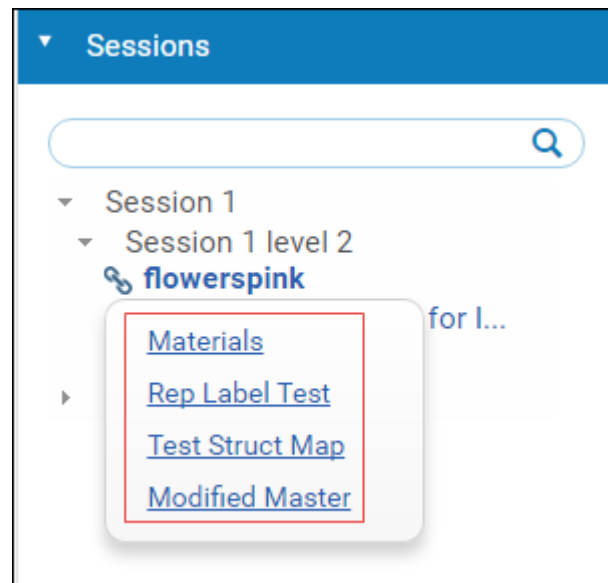 Sessions
Session 1
Session 1 level 2
flowerspink
for I...
Materials
Rep Label Test
Test Struct Map
Modified Master